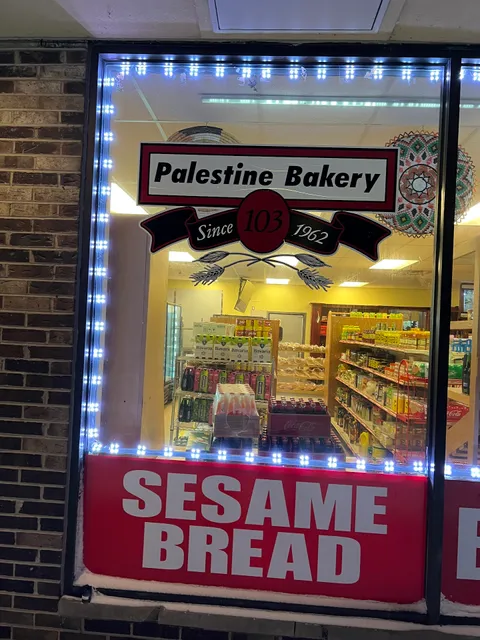 Palestine Bakery
Since 103 1962
SESAME
BREAD